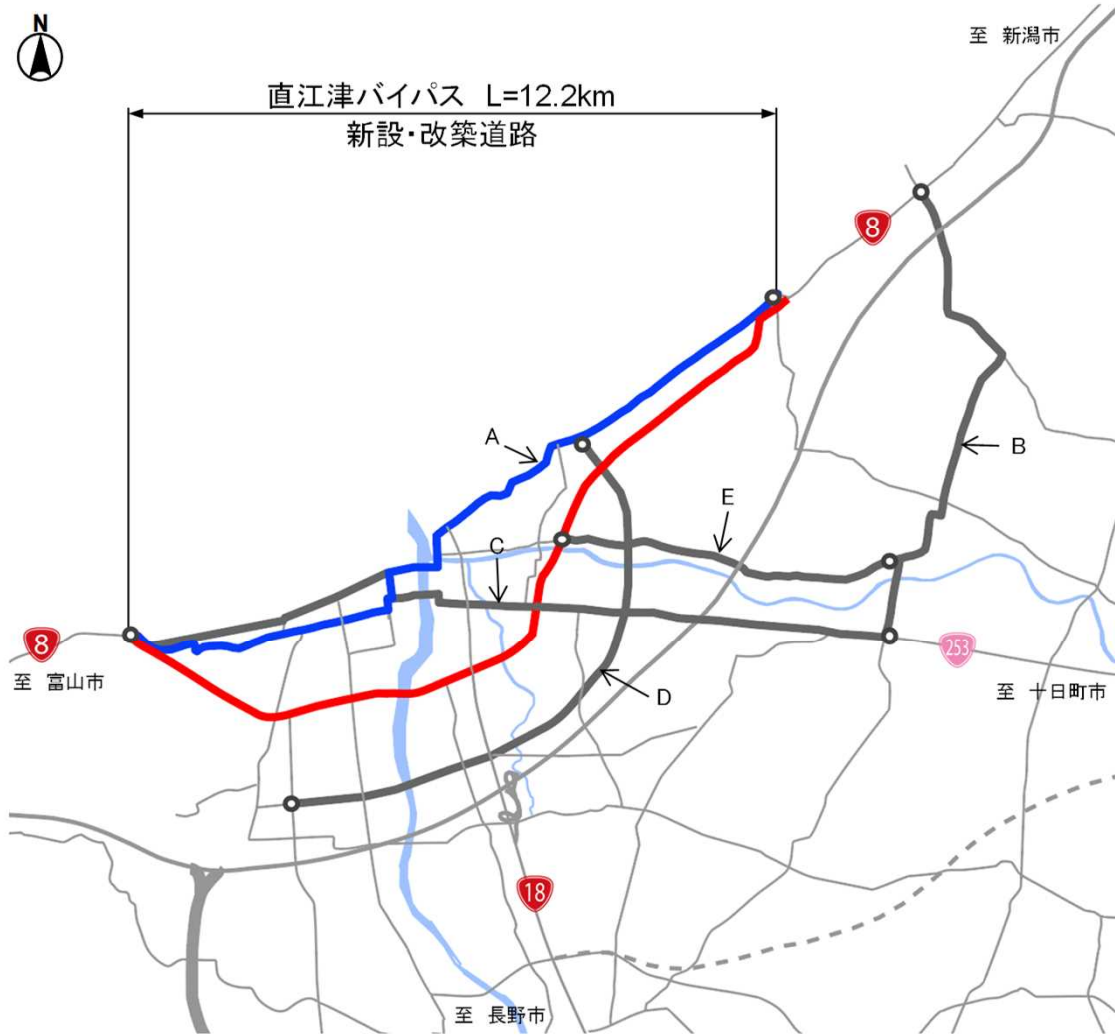 N
至 新潟市
直江津バイパス L=12.2km
新設・改築道路
8
A
B
E
C
8
253
至 富山市
至 十日町市
D
18
至 長野市